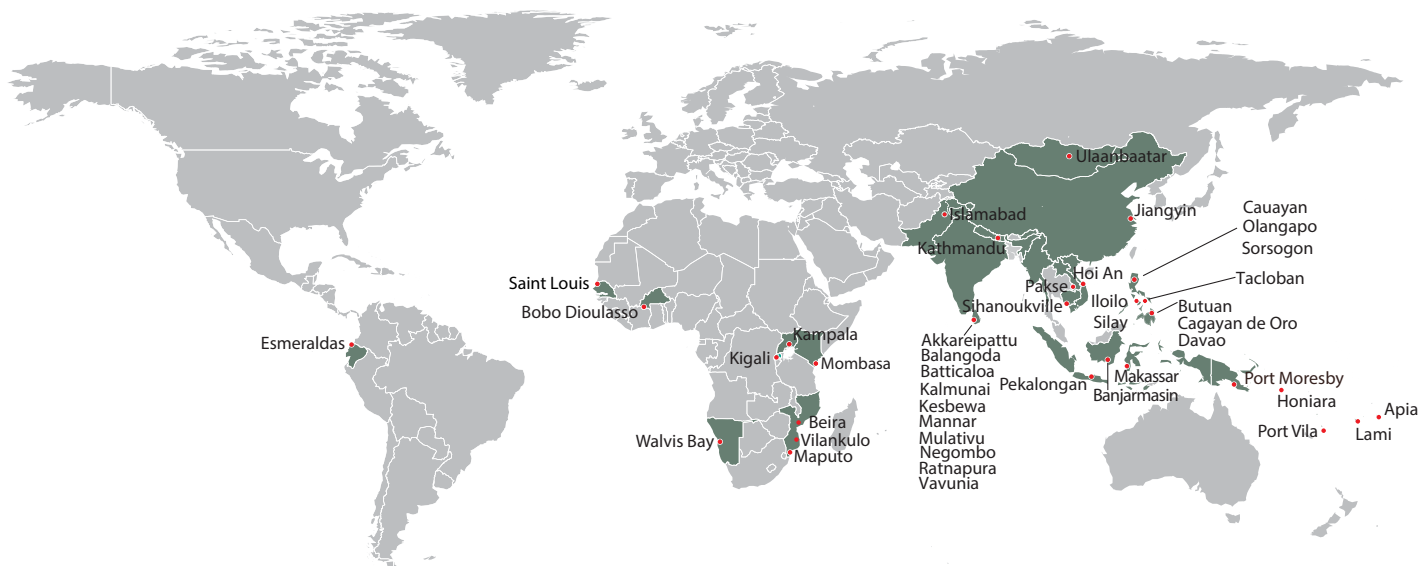 Ulaanbaatar
Islamabad
Jiangyin
Kathmandu
Cauayan
Olangapo
Sorsogon
Hoi An
Pakse
Sihanoukville
Tacloban
Iloilo
Silay
Butuan
Cagayan de Oro
Davao
Saint Louis
Bobo Dioulasso
Esmeraldas
Kampala
Kigali
Mombasa
Akkareipattu
Balangoda
Batticaloa
Kalmunai
Kesbewa
Mannar
Mulativu
Negombo
Ratnapura
Vavunia
Pekalongan
Makassar
Banjarmasin
Port Moresby
Honiara
Apia
Port Vila
Lami
Beira
Vilankulo
Maputo
Walvis Bay